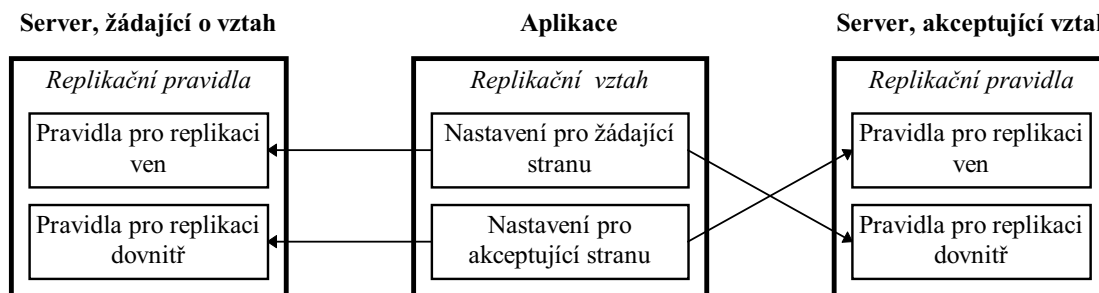 Server, žádající o vztah
Aplikace
Server, akceptující vztah
Replikační pravidla
Pravidla pro replikaci
ven
Pravidla pro replikaci
dovnitř
Replikační vztah
Nastavení pro žádající
stranu
Nastavení pro
akceptující stranu
Replikační pravidla
Pravidla pro replikaci
ven
Pravidla pro replikaci
dovnitř